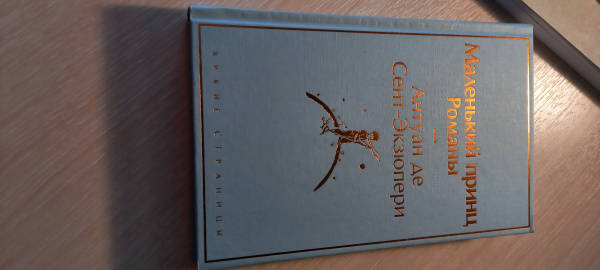 Маленький принц
Романы
—
Антуан де
Сент-Экзюпери
ЯРКИЕ СТРАНИЦЫ